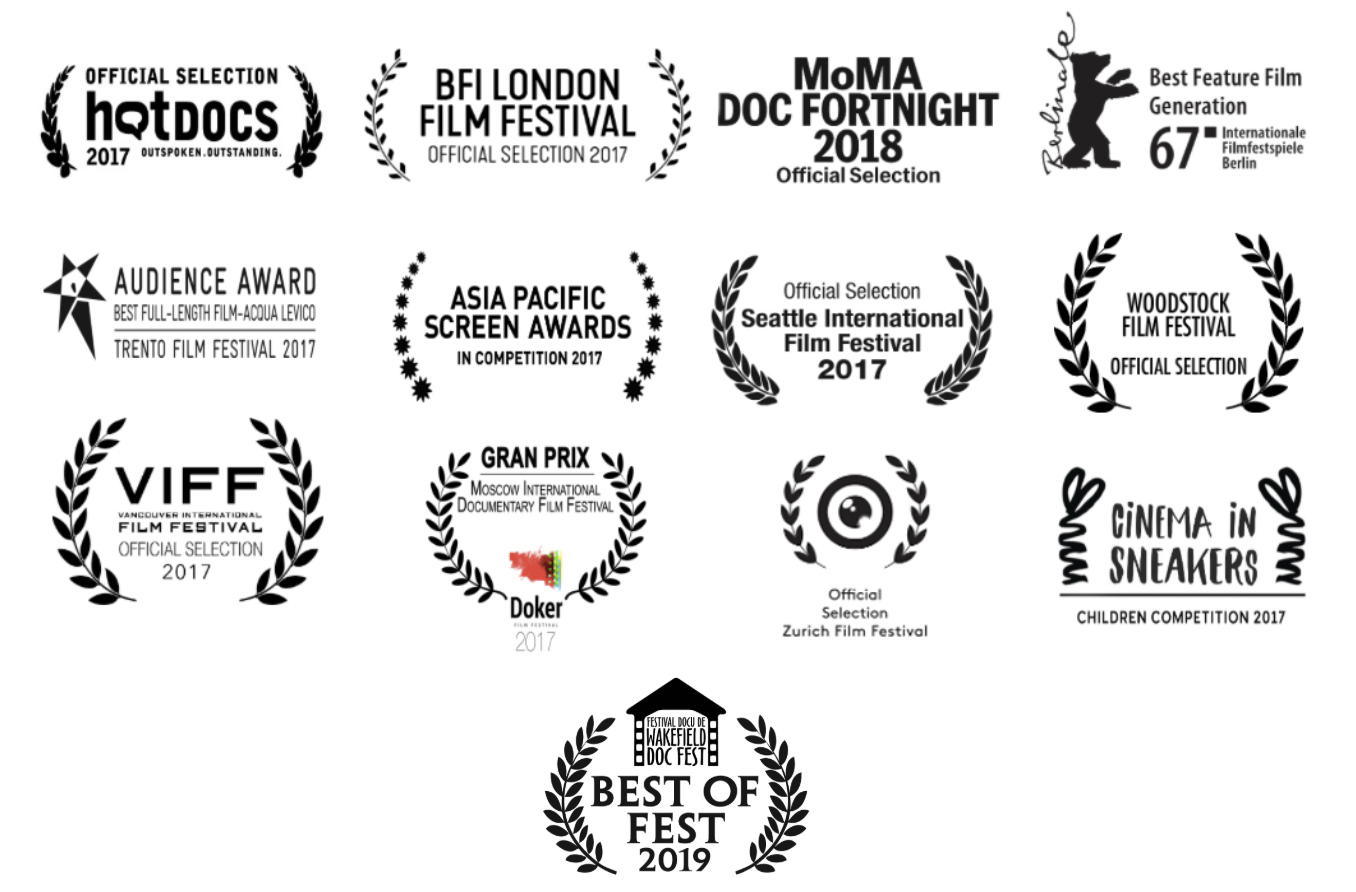 OFFICIAL SELECTION
hotDOCS
2017 OUTSPOKEN.OUTSTANDING.
BFI LONDON
FILM FESTIVAL
OFFICIAL SELECTION 2017
MoMA
DOC FORTNIGHT
2018
Official Selection
Berlinale
Best Feature Film
Generation
67 Internationale
Filmfestspiele
Berlin
AUDIENCE AWARD
BEST FULL-LENGTH FILM-ACQUA LEVICO
TRENTO FILM FESTIVAL 2017
ASIA PACIFIC
SCREEN AWARDS
IN COMPETITION 2017
Official Selection
Seattle International
Film Festival
2017
WOODSTOCK
FILM FESTIVAL
OFFICIAL SELECTION
VIFF
VANCOUVER INTERNATIONAL
FILM FESTIVAL
OFFICIAL SELECTION
2017
GRAN PRIX
MOSCOW INTERNATIONAL
DOCUMENTARY FILM FESTIVAL
Doker
FILM FESTIVAL
2017
Official
Selection
Zurich Film Festival
CiNEMA iN
SNEAKERS
CHILDREN COMPETITION 2017
FESTIVAL DOCU DE
WAKEFIELD
DOC FEST
BEST OF
FEST
2019